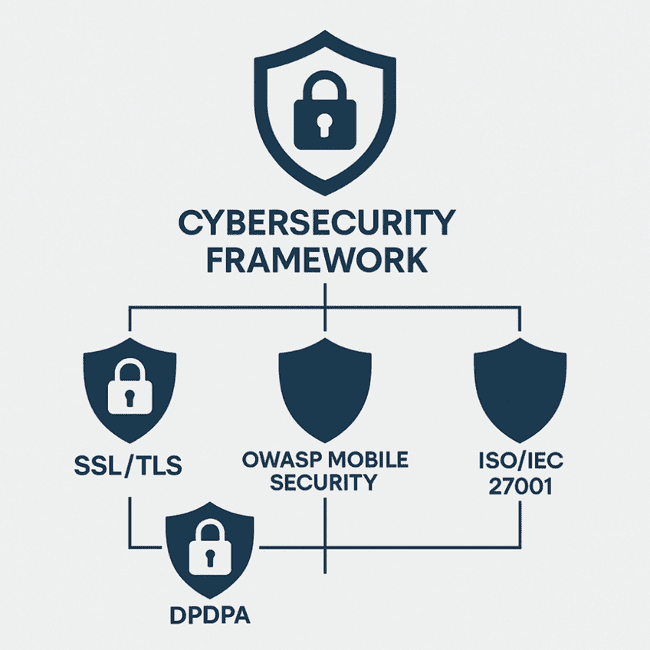 CYBERSECURITY
FRAMEWORK
SSL/TLS
OWASP MOBILE
SECURITY
ISO/IEC
27001
DPDPA